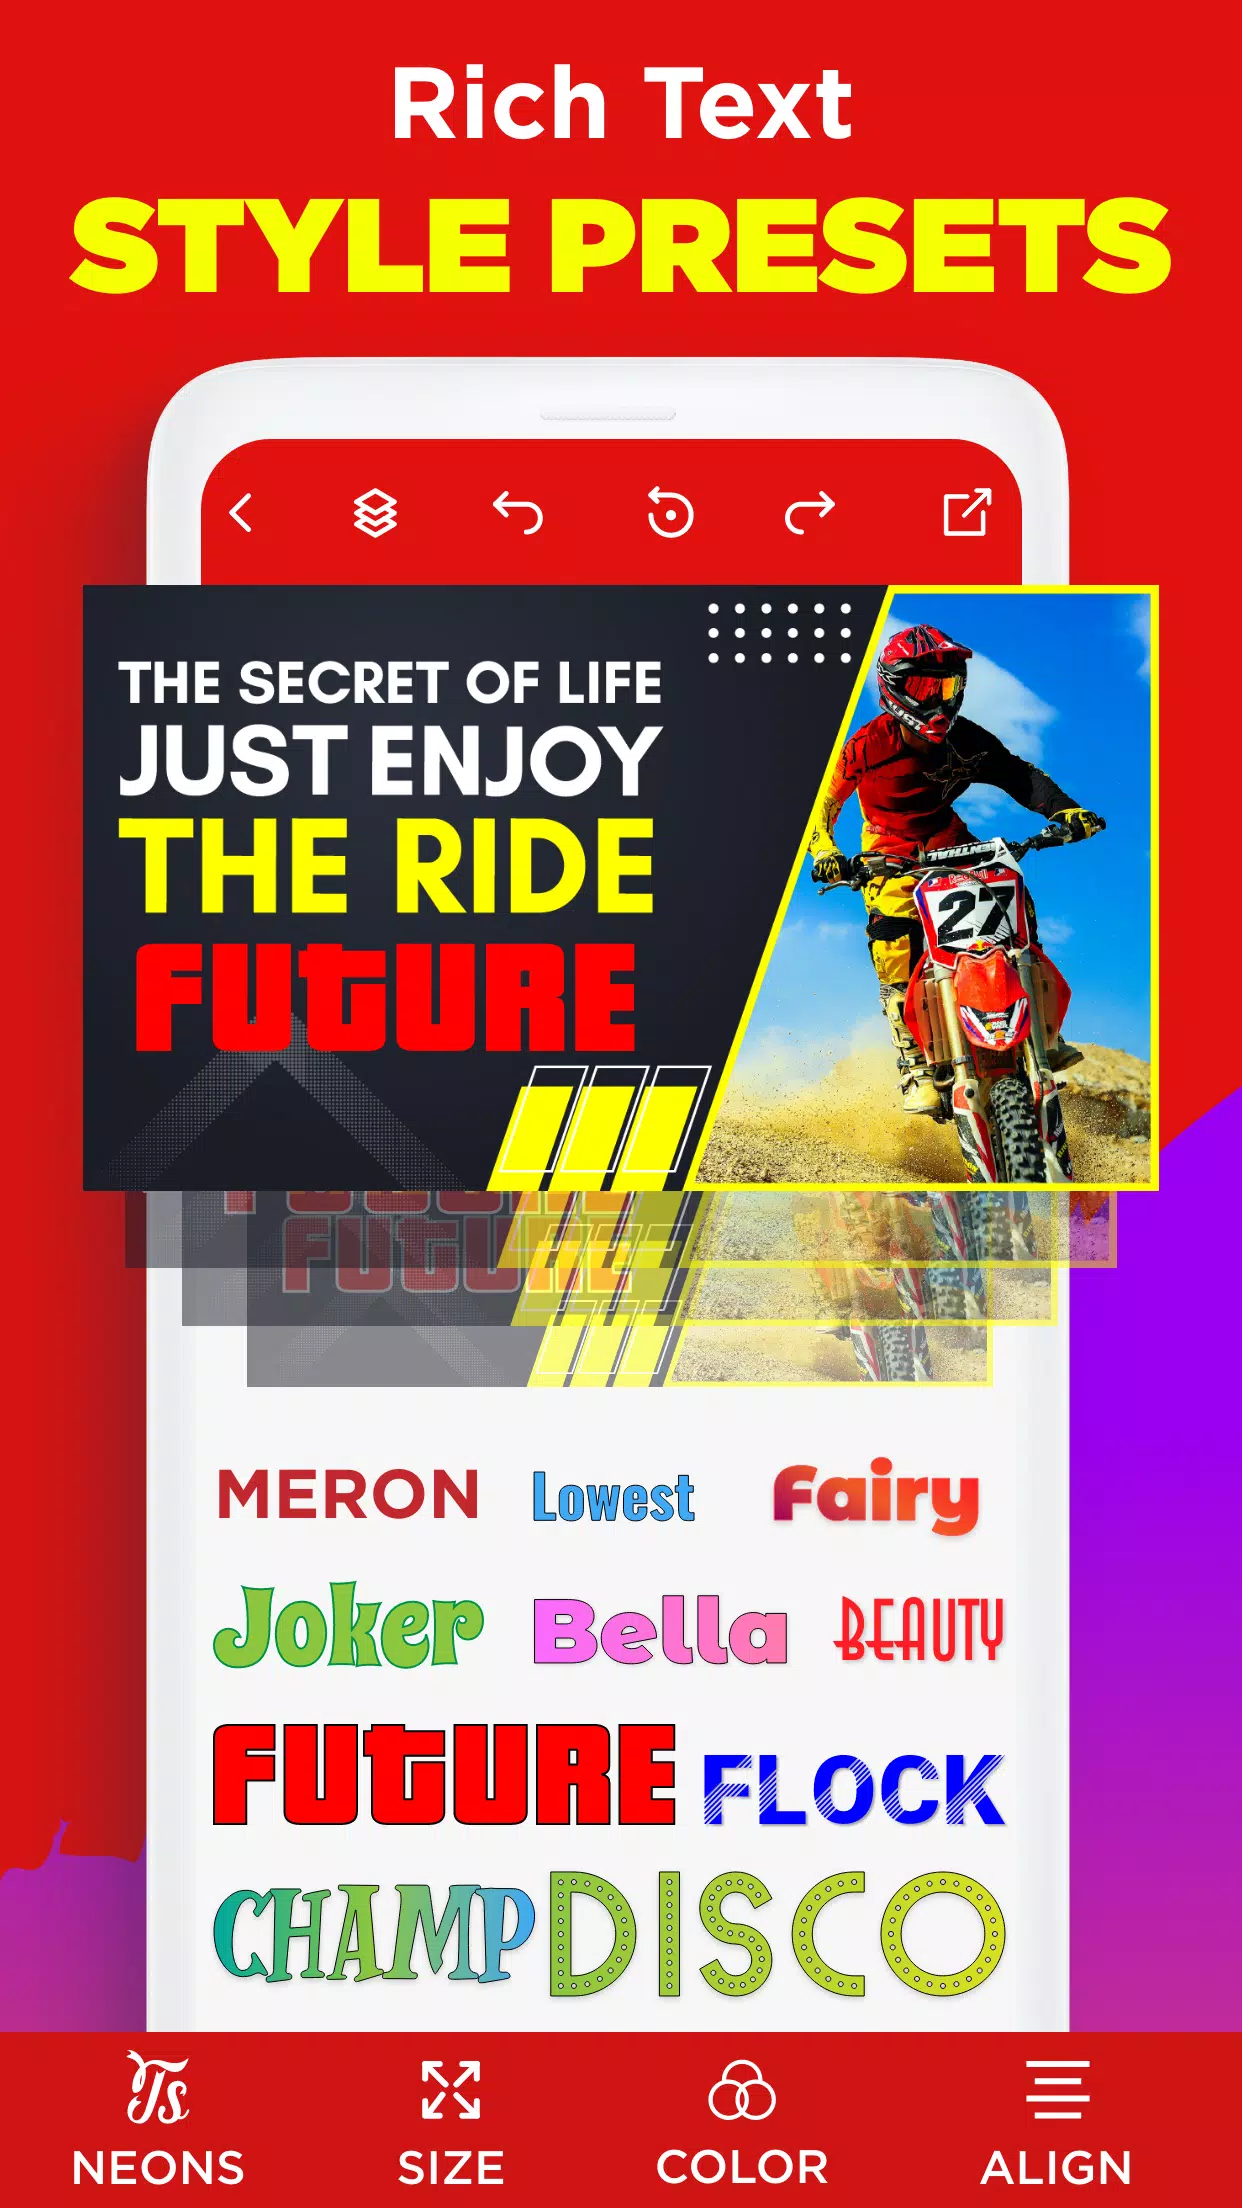 Rich Text
STYLE PRESETS
THE SECRET OF LIFE
JUST ENJOY
THE RIDE
FUTURE
27
FUTURE
MERON Lowest Fairy
Joker Bella BEAUTY
FUTURE FLOCK
CHAMP DISCO
Ts
NEONS SIZE COLOR ALIGN